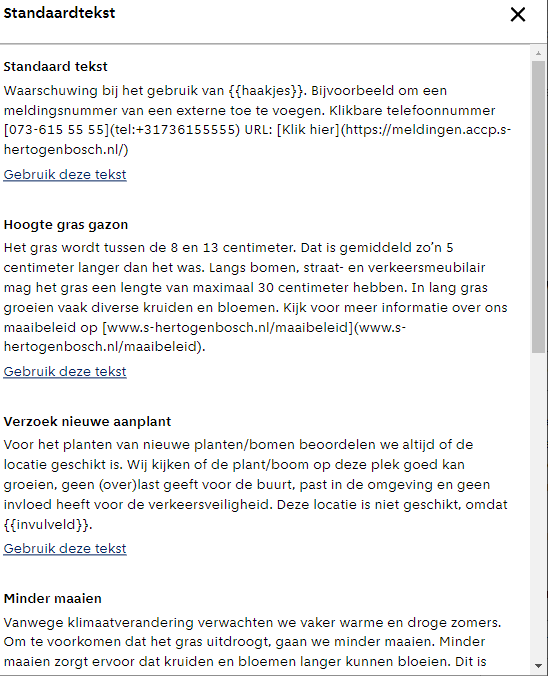 Standaardtekst
Standaard tekst
Waarschuwing bij het gebruik van {{haakjes}}. Bijvoorbeeld om een
meldingsnummer van een externe toe te voegen. Klikbare telefoonnummer
[073-615 55 55](tel:+31736155555) URL: [Klik hier](https://meldingen.accp.s-
hertogenbosch.nl/)
Gebruik deze tekst
Hoogte gras gazon
Het gras wordt tussen de 8 en 13 centimeter. Dat is gemiddeld zo’n 5
centimeter langer dan het was. Langs bomen, straat- en verkeersmeubilair
mag het gras een lengte van maximaal 30 centimeter hebben. In lang gras
groeien vaak diverse kruiden en bloemen. Kijk voor meer informatie over ons
maaibeleid op [www.s-hertogenbosch.nl/maaibeleid](www.s-
hertogenbosch.nl/maaibeleid).
Gebruik deze tekst
Verzoek nieuwe aanplant
Voor het planten van nieuwe planten/bomen beoordelen we altijd of de
locatie geschikt is. Wij kijken of de plant/boom op deze plek goed kan
groeien, geen (over)last geeft voor de buurt, past in de omgeving en geen
invloed heeft voor de verkeersveiligheid. Deze locatie is niet geschikt, omdat
{{invulveld}}.
Gebruik deze tekst
Minder maaien
Vanwege klimaatverandering verwachten we vaker warme en droge zomers.
Om te voorkomen dat het gras uitdroogt, gaan we minder maaien. Minder
maaien zorgt ervoor dat kruiden en bloemen langer kunnen bloeien. Dit is